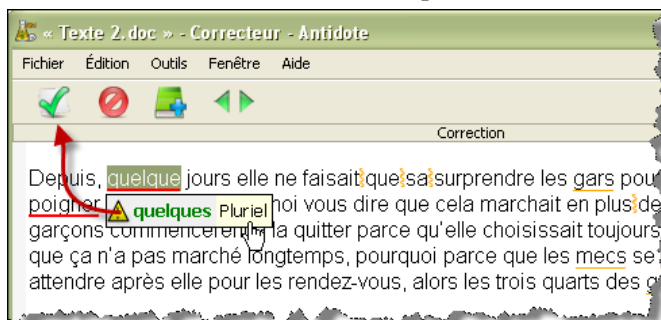 « Texte 2.doc » - Correcteur - Antidote
Fichier Édition Outils Fenêtre Aide
Correction
Depuis, quelque jours elle ne faisait que sa surprendre les gars pour
poigner quelques Pluriel noi vous dire que cela marchait en plus de
garçons commencèrent la quitter parce qu'elle choisissait toujours
que ça n'a pas marché longtemps, pourquoi parce que les mecs se
attendre après elle pour les rendez-vous, alors les trois quarts des